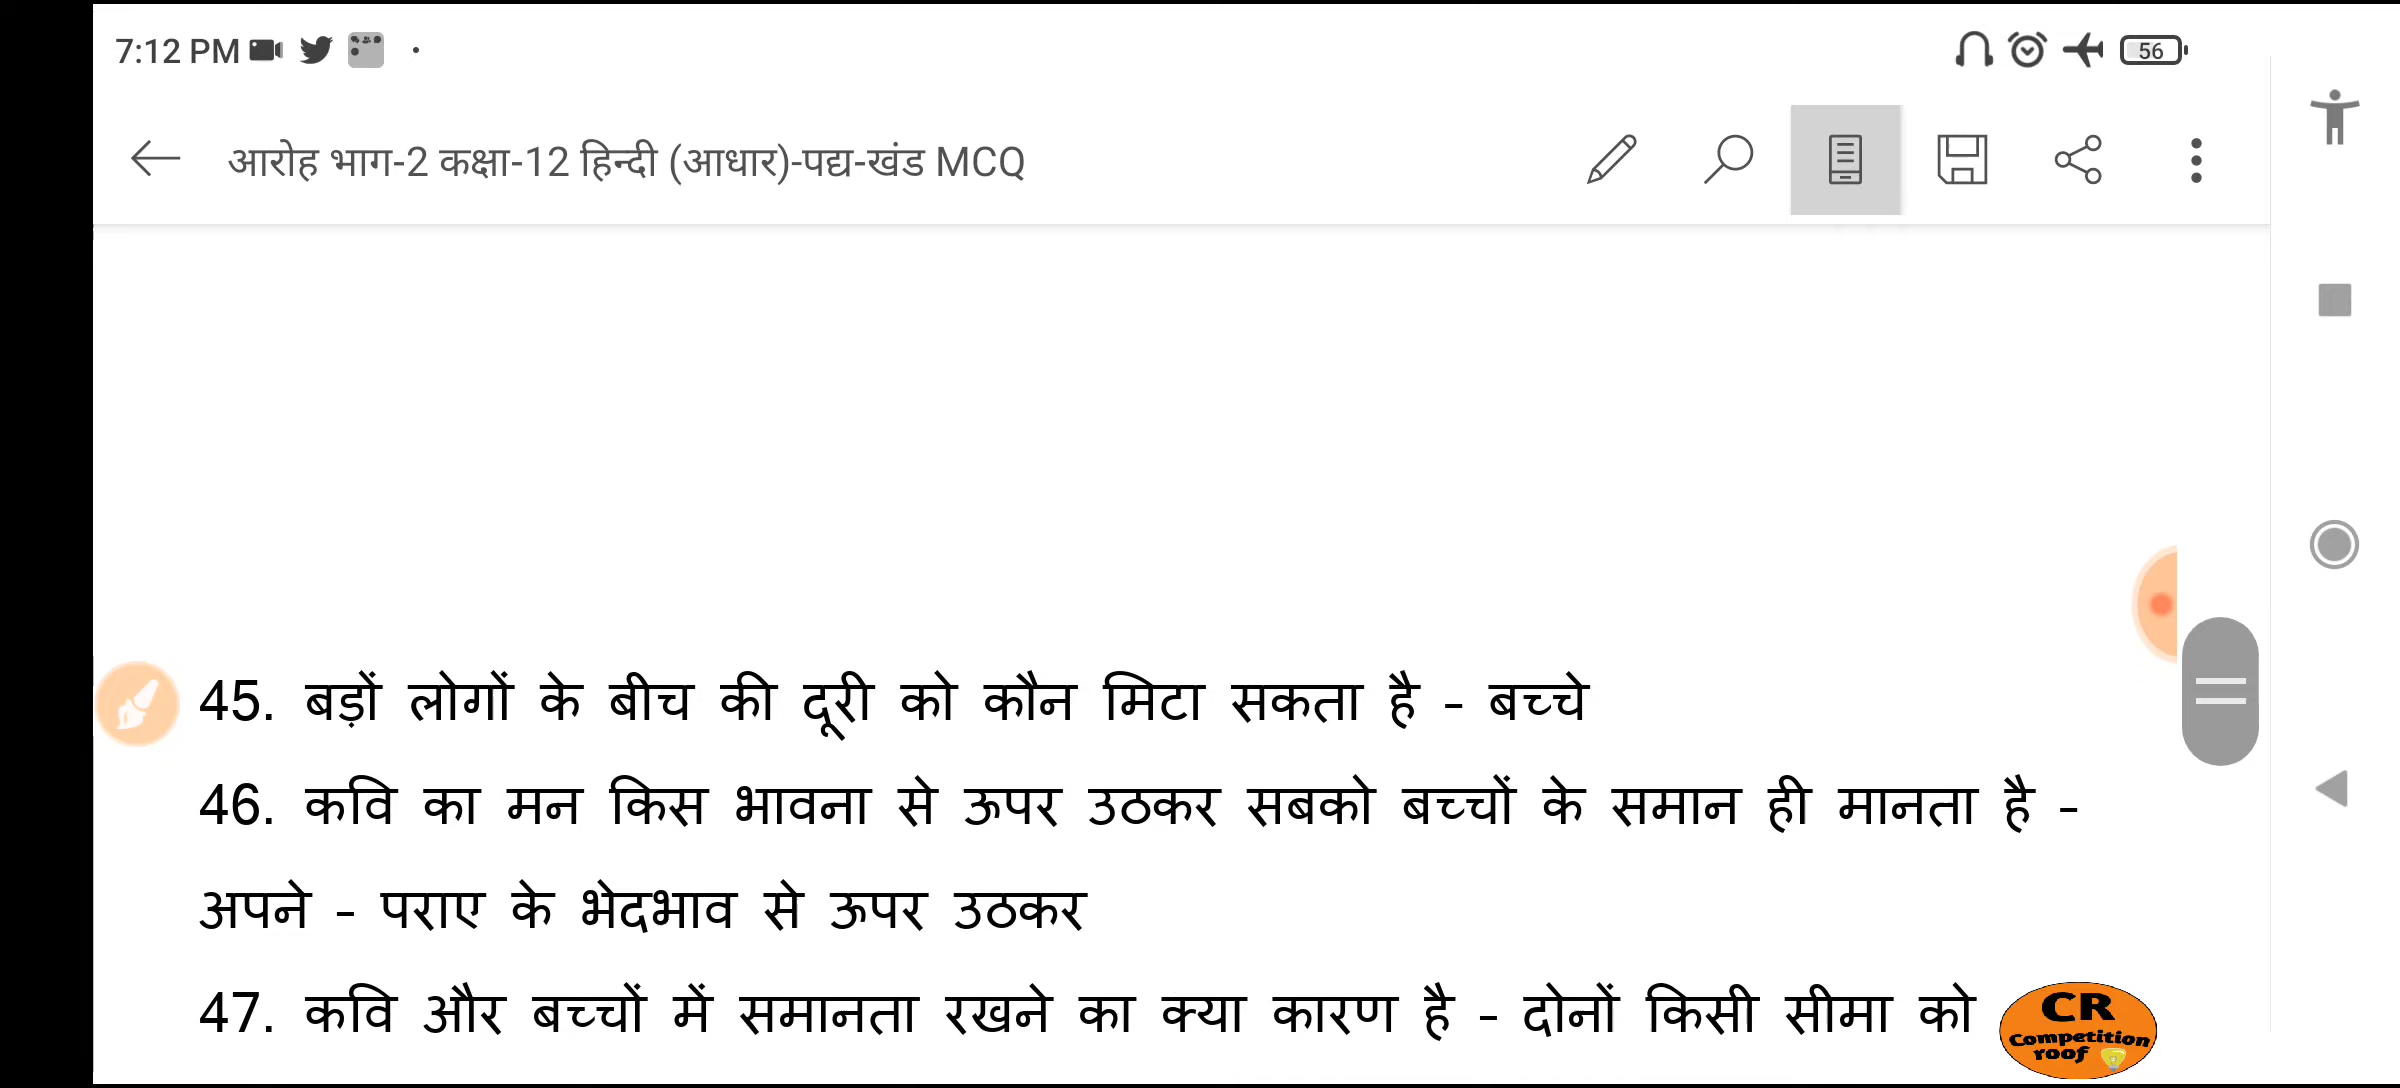 7:12 PM
56
आरोह भाग-2 कक्षा-12 हिन्दी (आधार)-पद्य-खंड MCQ
45. बड़ों लोगों के बीच की दूरी को कौन मिटा सकता है - बच्चे
46. कवि का मन किस भावना से ऊपर उठकर सबको बच्चों के समान ही मानता है -
अपने - पराए के भेदभाव से ऊपर उठकर
47. कवि और बच्चों में समानता रखने का क्या कारण है - दोनों किसी सीमा को
CR
Competition
roof